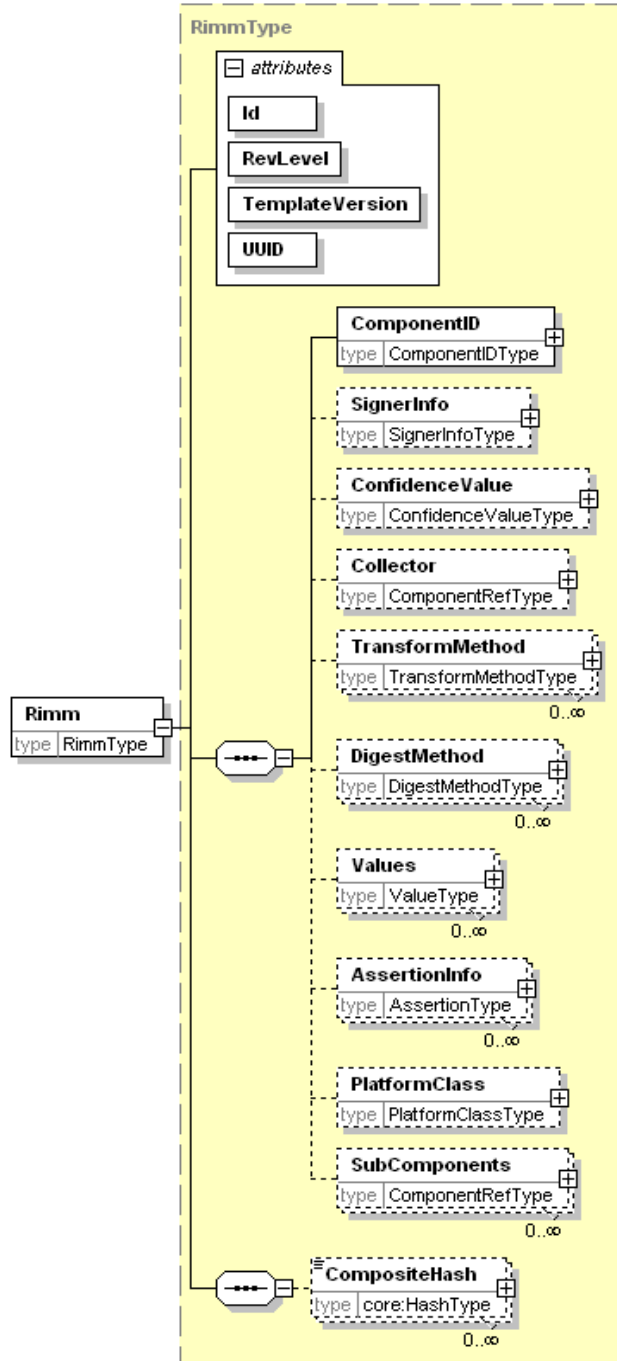 RimmType
attributes
Id
RevLevel
TemplateVersion
UUID
ComponentID
type ComponentIDType
SignerInfo
type SignerInfoType
ConfidenceValue
type ConfidenceValueType
Collector
type ComponentRefType
TransformMethod
type TransformMethodType
0..∞
Rimm
type RimmType
DigestMethod
type DigestMethodType
0..∞
Values
type ValueType
0..∞
AssertionInfo
type AssertionType
0..∞
PlatformClass
type PlatformClassType
SubComponents
type ComponentRefType
0..∞
CompositeHash
type core:HashType
0..∞